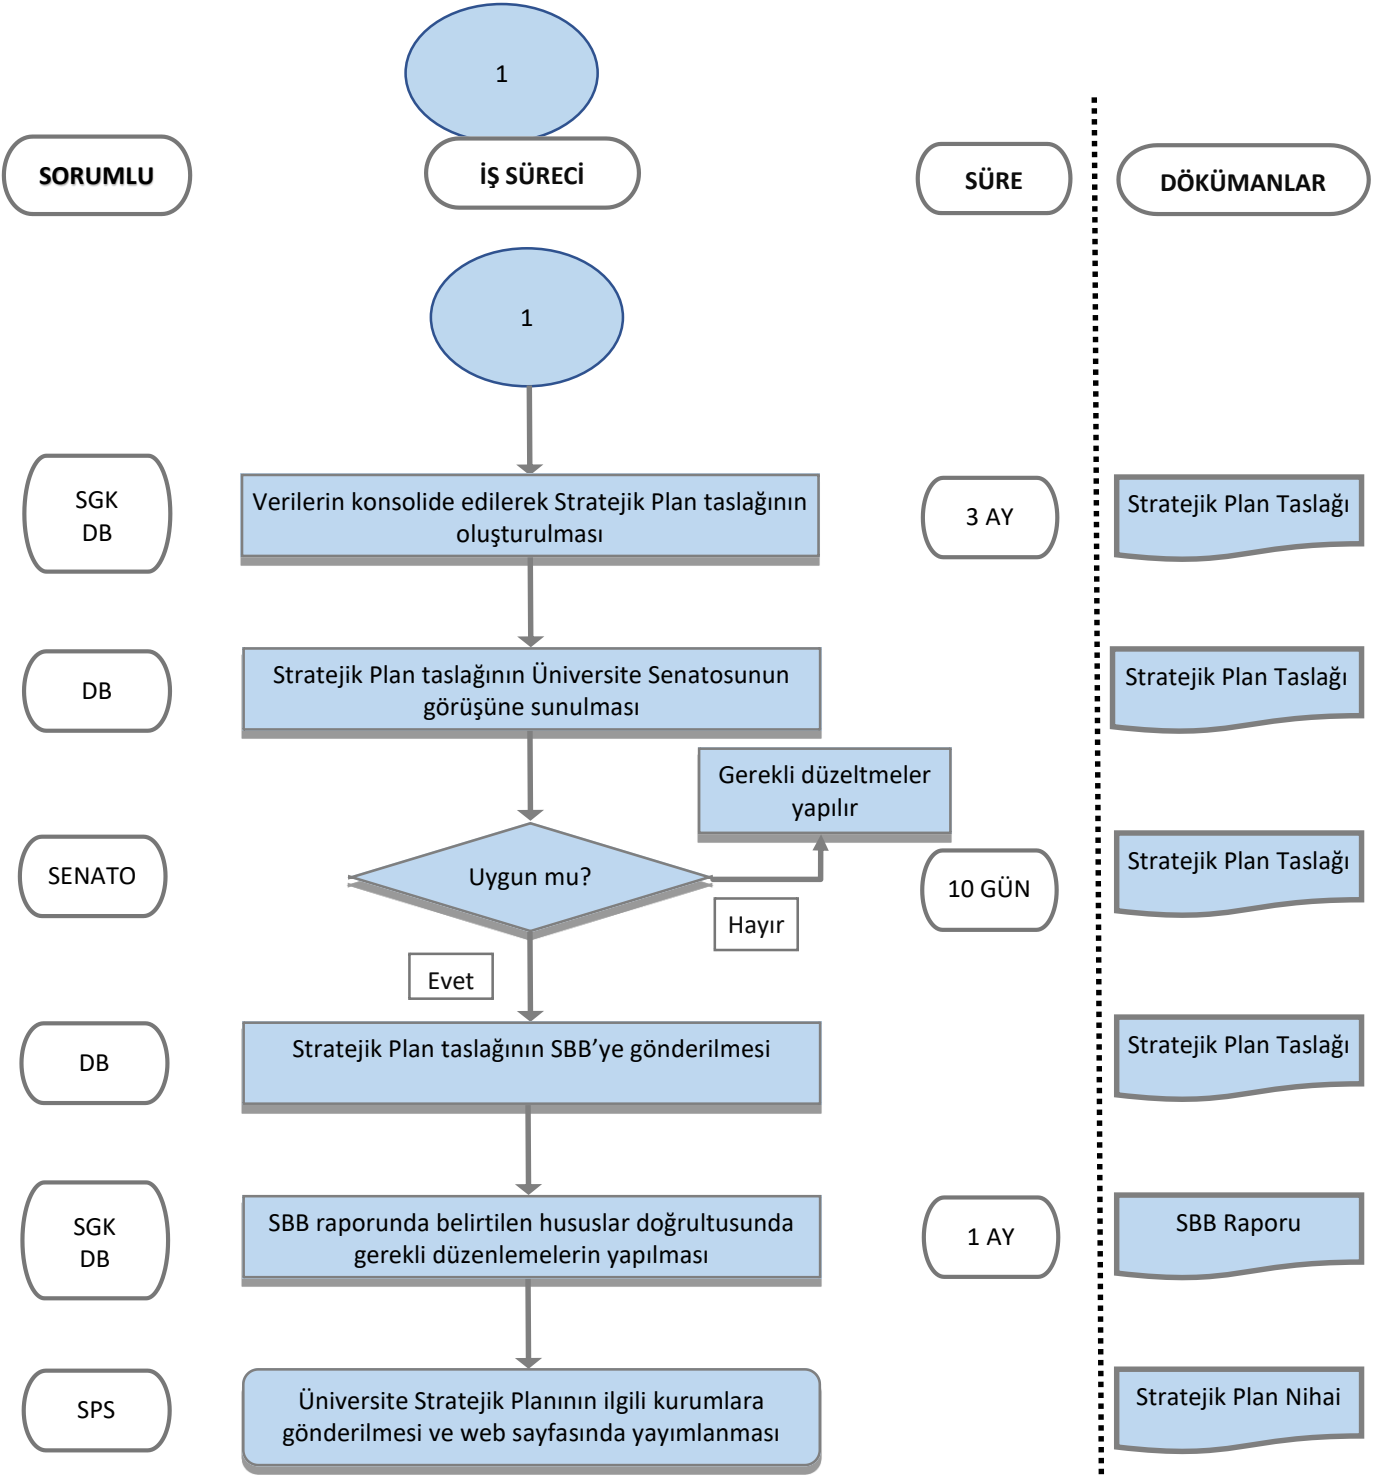 1
SORUMLU
İŞ SÜRECİ
SÜRE
DÖKÜMANLAR
1
SGK
DB
Verilerin konsolide edilerek Stratejik Plan taslağının
oluşturulması
3 AY
Stratejik Plan Taslağı
DB
Stratejik Plan taslağının Üniversite Senatosunun
görüşüne sunulması
Stratejik Plan Taslağı
Gerekli düzeltmeler
yapılır
SENATO
Uygun mu?
10 GÜN
Stratejik Plan Taslağı
Hayır
Evet
DB
Stratejik Plan taslağının SBB’ye gönderilmesi
Stratejik Plan Taslağı
SGK
DB
SBB raporunda belirtilen hususlar doğrultusunda
gerekli düzenlemelerin yapılması
1 AY
SBB Raporu
SPS
Üniversite Stratejik Planının ilgili kurumlara
gönderilmesi ve web sayfasında yayımlanması
Stratejik Plan Nihai